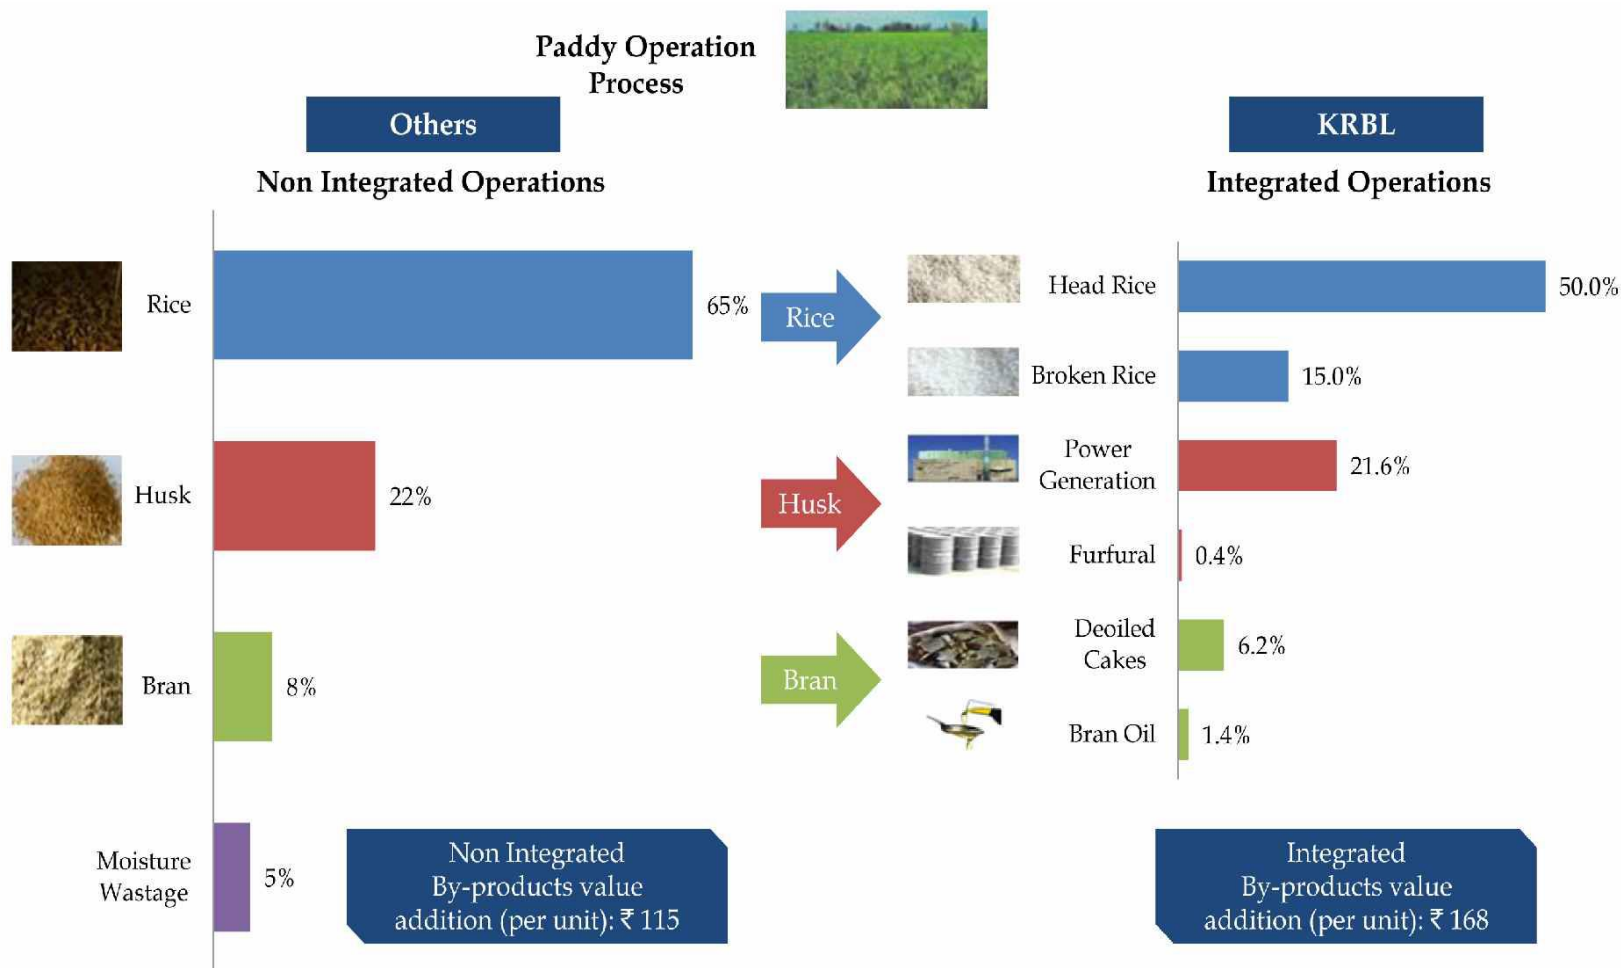 Paddy Operation
Process
Others
Non Integrated Operations
Rice
65%
Husk
22%
Bran
8%
Moisture
Wastage
5%
Non Integrated
By-products value
addition (per unit): ₹ 115
Rice
Husk
Bran
KRBL
Integrated Operations
Head Rice
50.0%
Broken Rice
15.0%
Power
Generation
21.6%
Furfural
0.4%
Deoiled
Cakes
6.2%
Bran Oil
1.4%
Integrated
By-products value
addition (per unit): ₹ 168